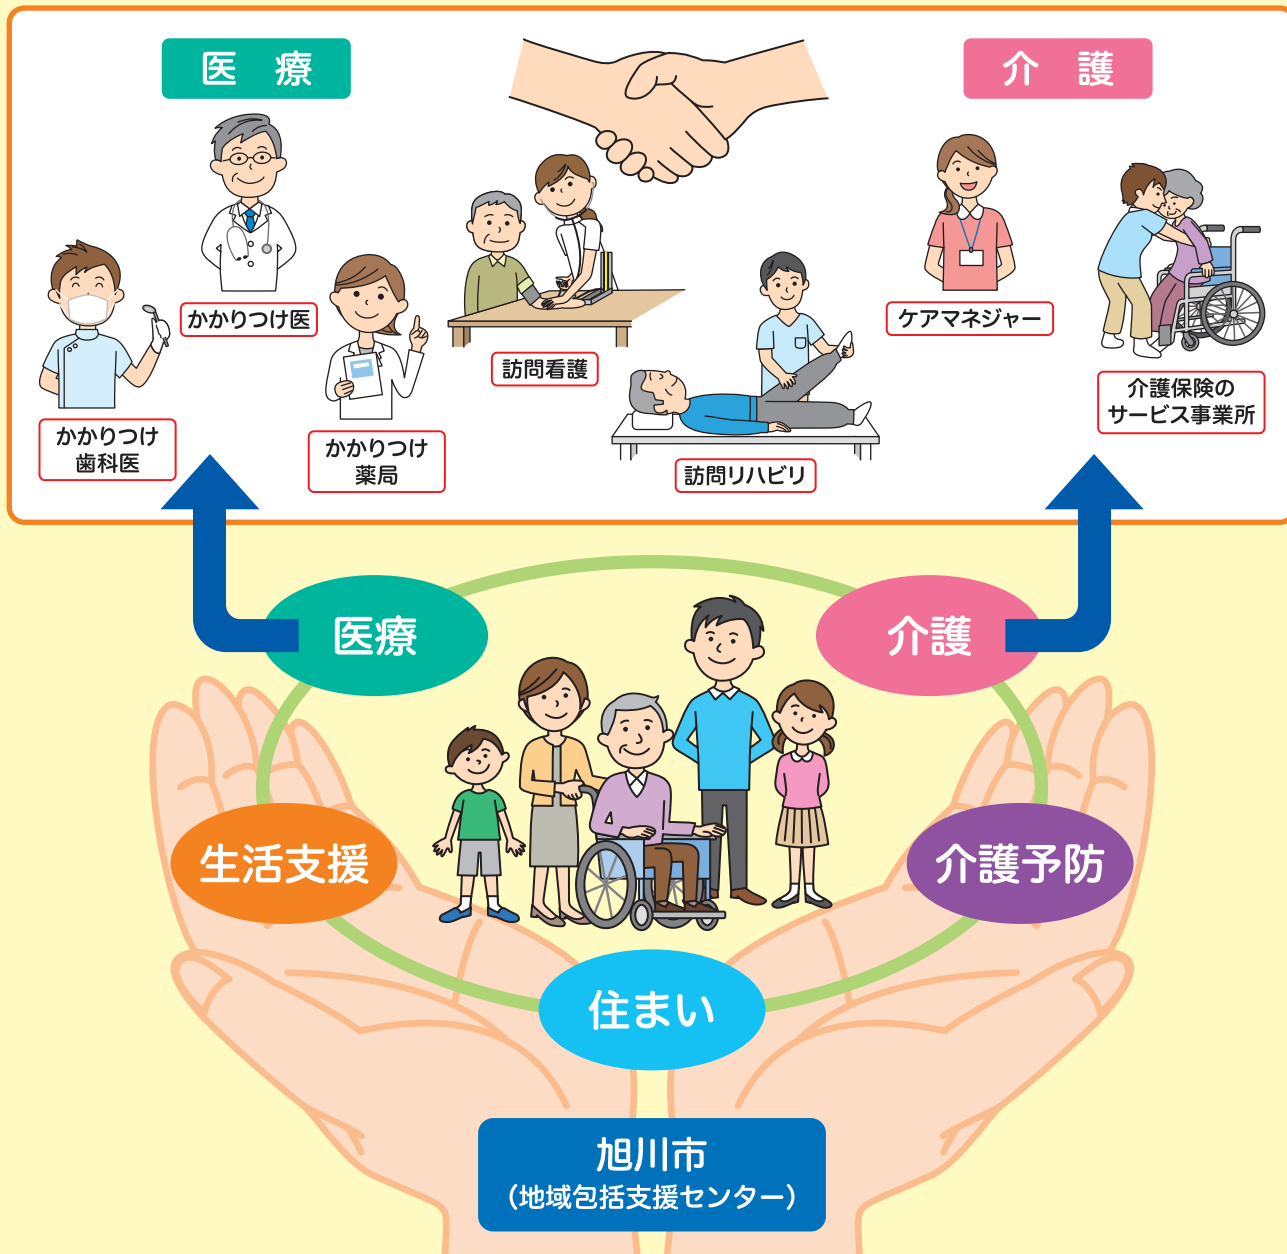 医 療
介 護
かかりつけ医
ケアマネジャー
訪問看護
介護保険の
サービス事業所
かかりつけ
歯科医
かかりつけ
薬局
訪問リハビリ
医療
介護
生活支援
介護予防
住まい
旭川市
(地域包括支援センター)